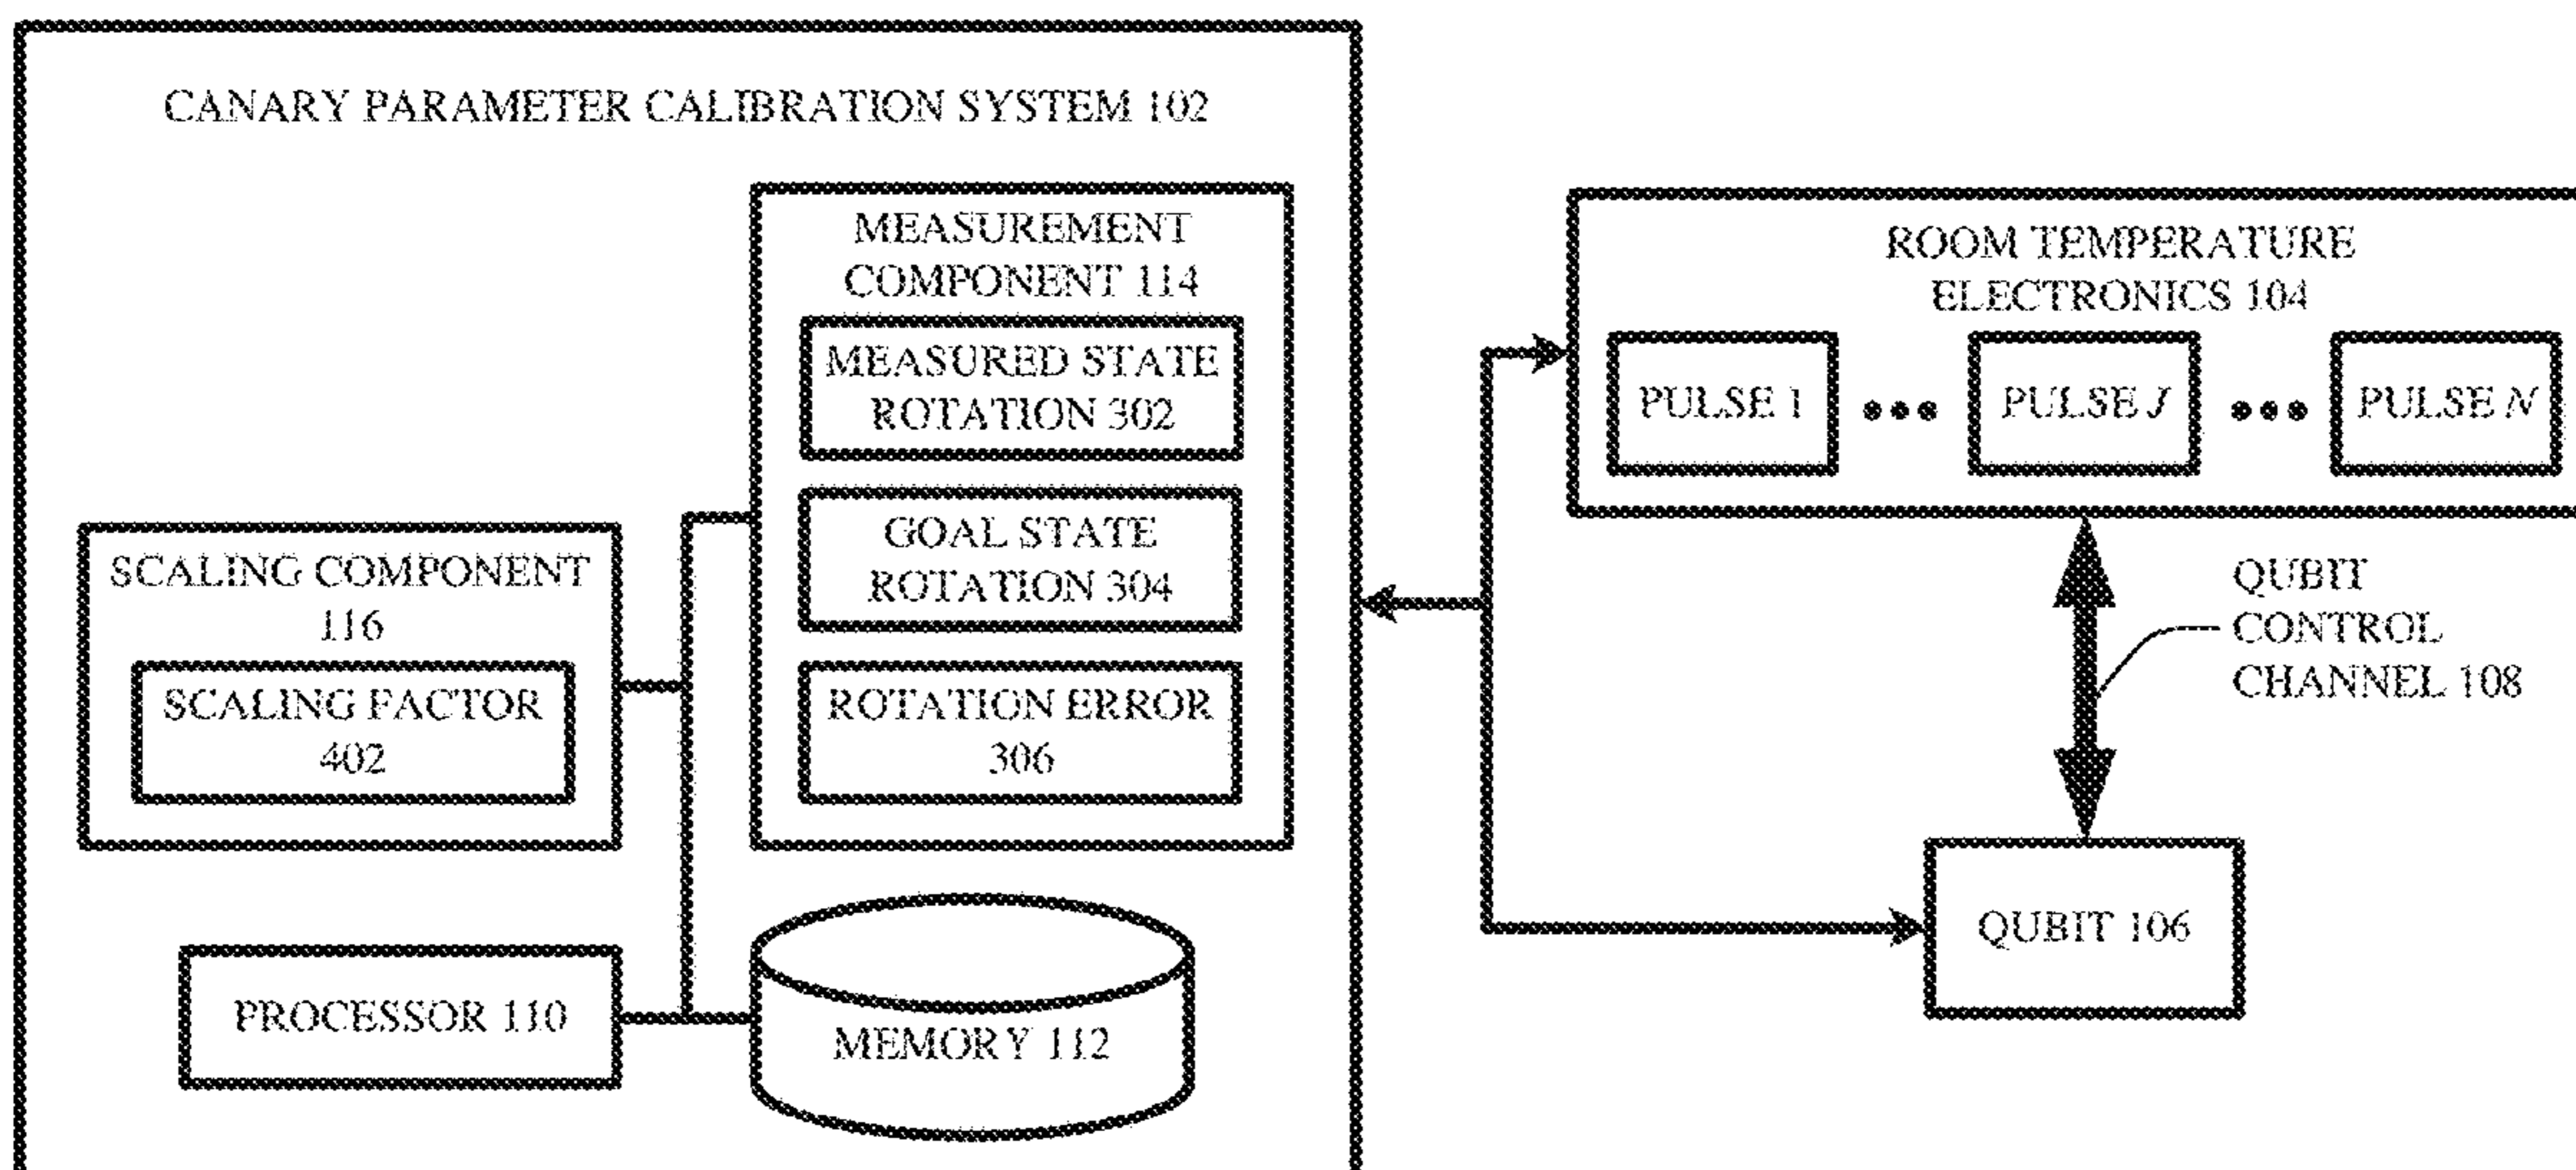 CANARY PARAMETER CALIBRATION SYSTEM 102
MEASUREMENT
COMPONENT 114
MEASURED STATE
ROTATION 302
GOAL STATE
ROTATION 304
ROTATION ERROR
306
SCALING COMPONENT
116
SCALING FACTOR
402
PROCESSOR 110
MEMORY 112
ROOM TEMPERATURE
ELECTRONICS 104
PULSE 1 ••• PULSE J ••• PULSE N
QUBIT
CONTROL
CHANNEL 108
QUBIT 106